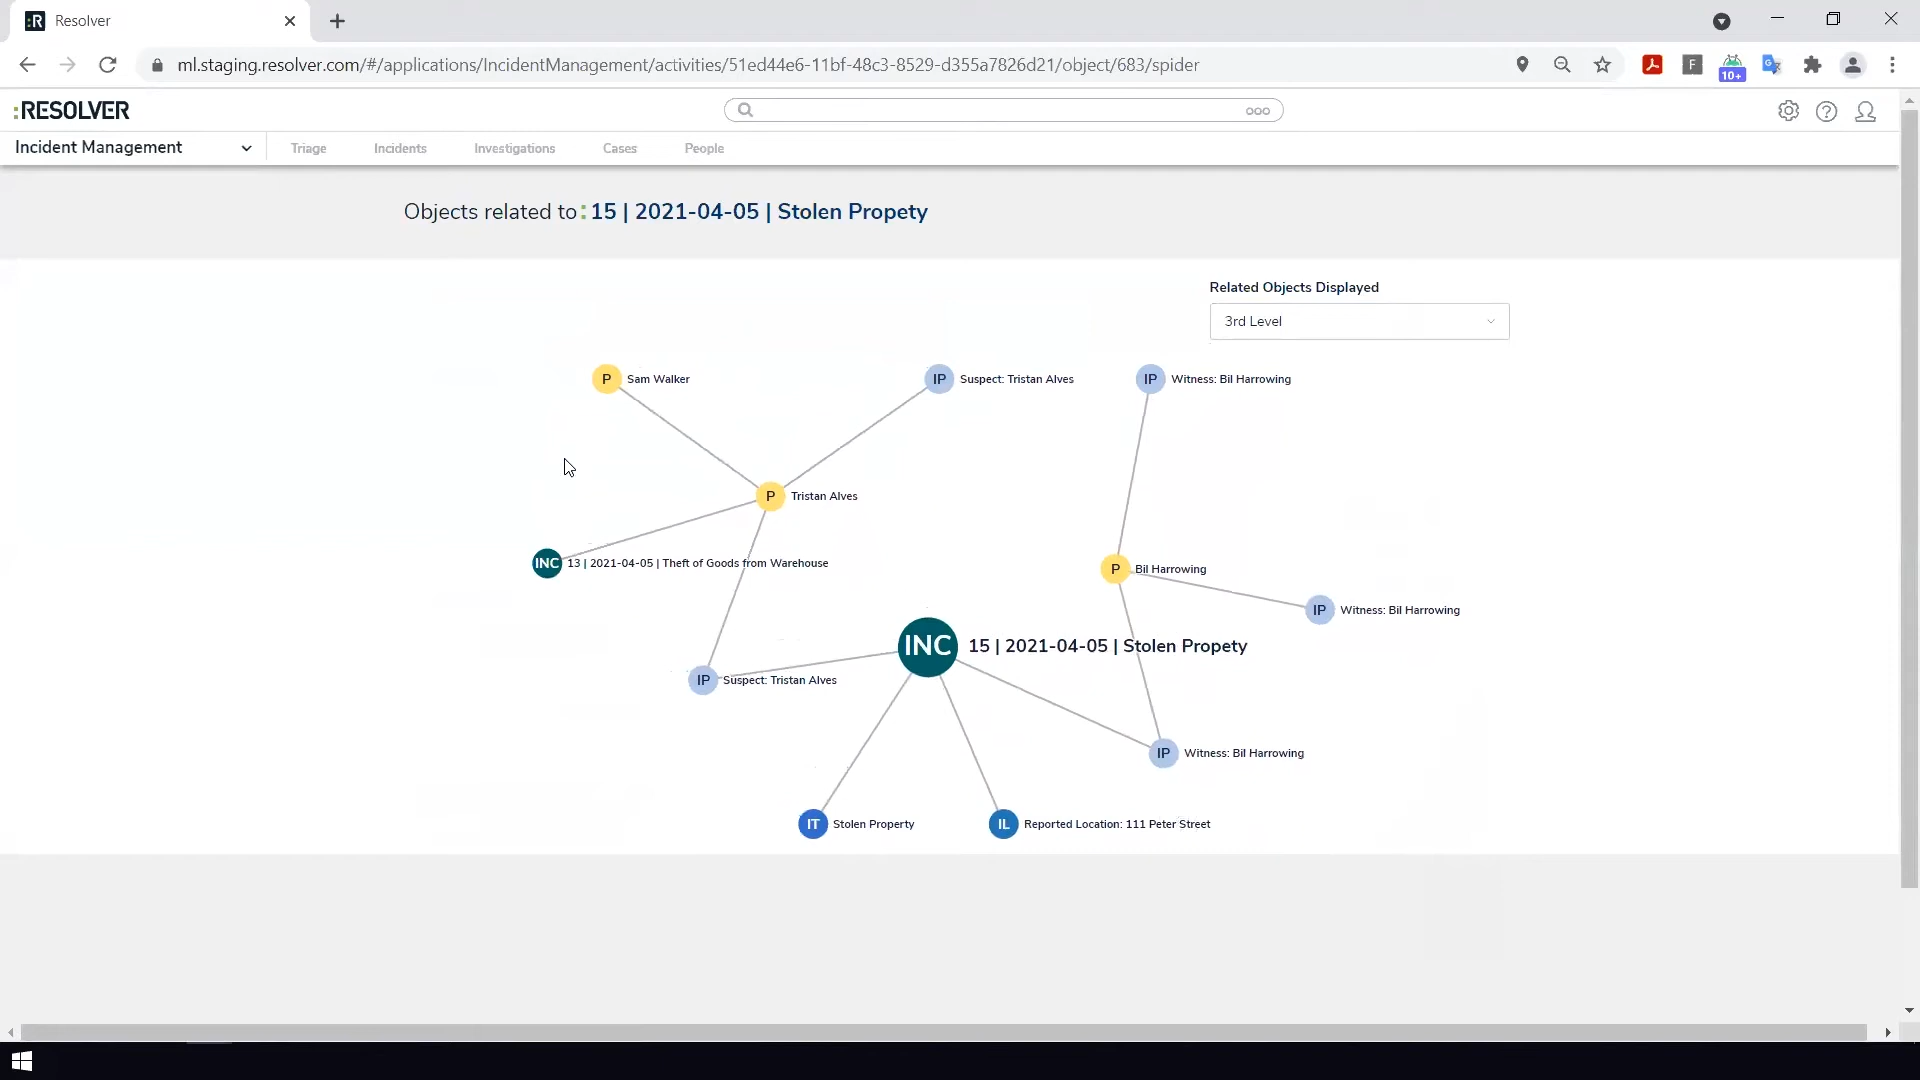 :R Resolver
ml.staging.resolver.com/#/applications/IncidentManagement/activities/51ed44e6-11bf-48c3-8529-d355a7826d21/object/683/spider
F
10+
G
:RESOLVER
Incident Management
Triage
Incidents
Investigations
Cases
People
Objects related to:15 | 2021-04-05 | Stolen Propety
Related Objects Displayed
3rd Level
P Sam Walker
IP Suspect: Tristan Alves
IP Witness: Bil Harrowing
P Tristan Alves
INC 13 | 2021-04-05 | Theft of Goods from Warehouse
P Bil Harrowing
IP Witness: Bil Harrowing
INC 15 | 2021-04-05 | Stolen Propety
IP Suspect: Tristan Alves
IP Witness: Bil Harrowing
IT Stolen Property
IL Reported Location: 111 Peter Street